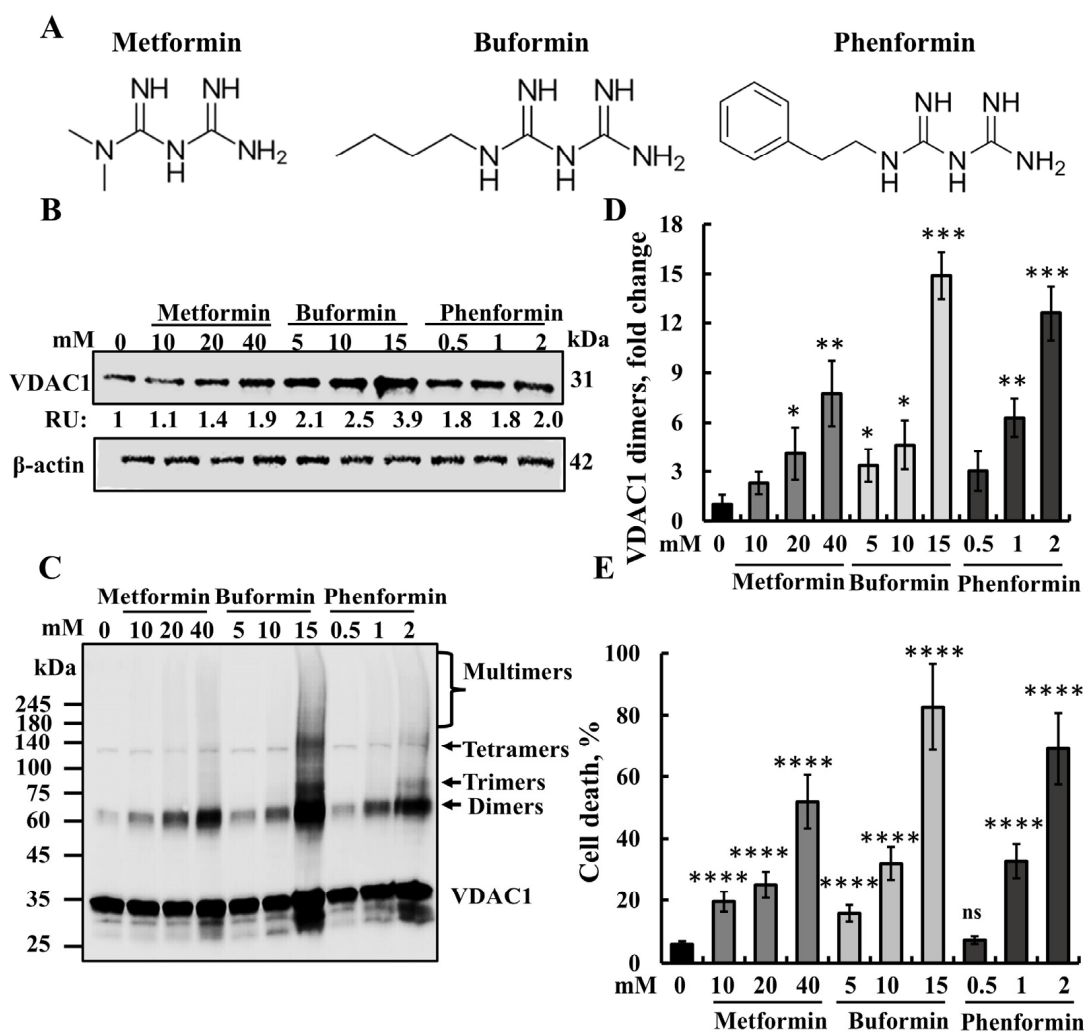 A
Metformin
Buformin
Phenformin
NH NH
N N NH2
H
NH NH
N N NH2
H H
NH NH
N N NH2
H H
B
Metformin Buformin Phenformin
mM 0 10 20 40 5 10 15 0.5 1 2 kDa
VDAC1 31
RU: 1 1.1 1.4 1.9 2.1 2.5 3.9 1.8 1.8 2.0
β-actin 42
C
Metformin Buformin Phenformin
mM 0 10 20 40 5 10 15 0.5 1 2
kDa
245
180
140
100
75
60
45
35
25
Multimers
Tetramers
Trimers
Dimers
VDAC1
D
VDAC1 dimers, fold change
18
15
12
9
6
3
0
* ** * * *** ** ***
mM 0 10 20 40 5 10 15 0.5 1 2
Metformin Buformin Phenformin
E
Cell death, %
100
80
60
40
20
0
**** **** **** **** **** **** ns **** ****
mM 0 10 20 40 5 10 15 0.5 1 2
Metformin Buformin Phenformin